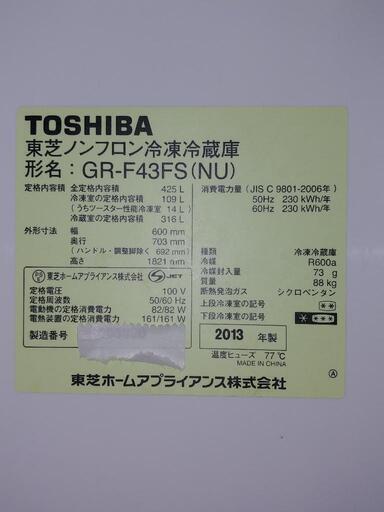 TOSHIBA
東芝ノンフロン冷凍冷蔵庫
形名：GR-F43FS(NU)
定格内容積 全定格内容積 425 L
冷凍室の定格内容積 109 L
(うちツースター性能冷凍室 14 L)
冷蔵室の定格内容積 316 L
外形寸法 幅 600 mm
奥行 703 mm
(ハンドル・調整脚除く 692 mm)
高さ 1821 mm
東芝ホームアプライアンス株式会社 JET
定格電圧 100 V
定格周波数 50/60 Hz
電動機の定格消費電力 82/82 W
電熱装置の定格消費電力 161/161 W
製造番号
消費電力量 (JIS C 9801-2006年)
50Hz 230 kWh/年
60Hz 230 kWh/年
種類 冷凍冷蔵庫
冷媒 R600a
冷媒封入量 73 g
質量 88 kg
断熱発泡ガス シクロペンタン
上段冷凍室の記号 **
下段冷凍室の記号 * ***
2013 年製
温度ヒューズ 77℃
MADE IN CHINA
東芝ホームアプライアンス株式会社 Ⓐ